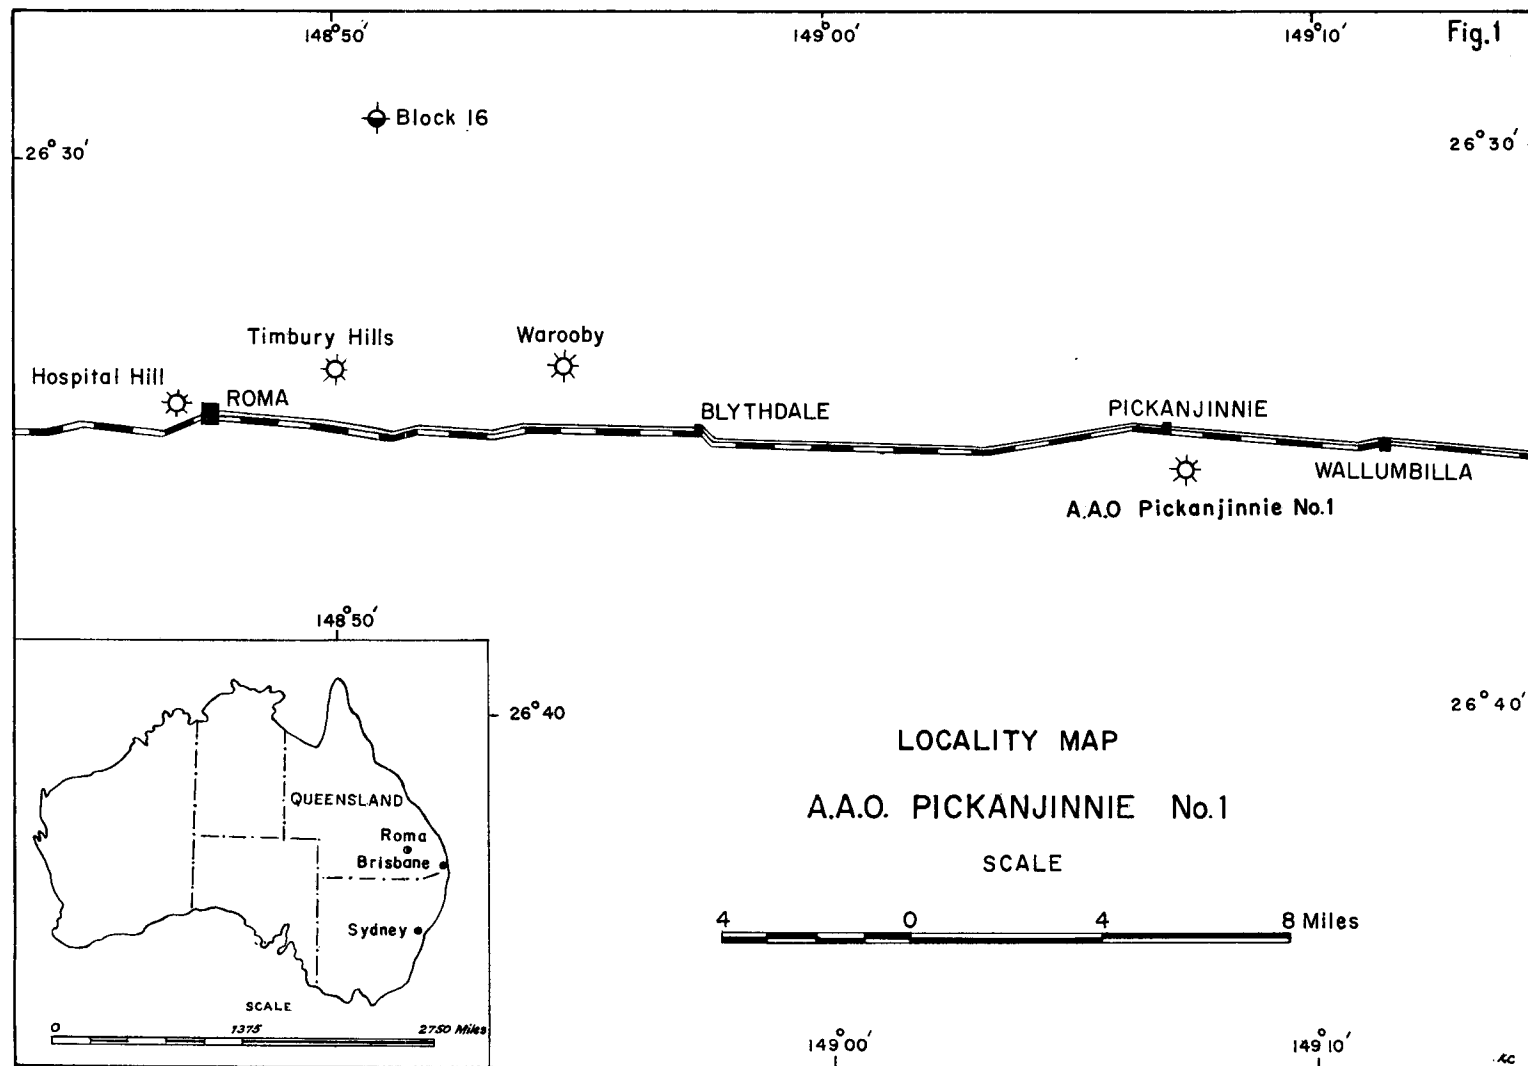 148°50′
149°00′
149°10′
Fig.1
Block 16
26°30′
26°30′
Timbury Hills
Warooby
Hospital Hill
ROMA
BLYTHDALE
PICKANJINNIE
WALLUMBILLA
A.A.O Pickanjinnie No.1
148°50′
26°40
26°40′
LOCALITY MAP
A.A.O. PICKANJINNIE No.1
SCALE
4 0 4 8 Miles
QUEENSLAND
Roma
Brisbane
Sydney
SCALE
0 1375 2750 Miles
149°00′
149°10′